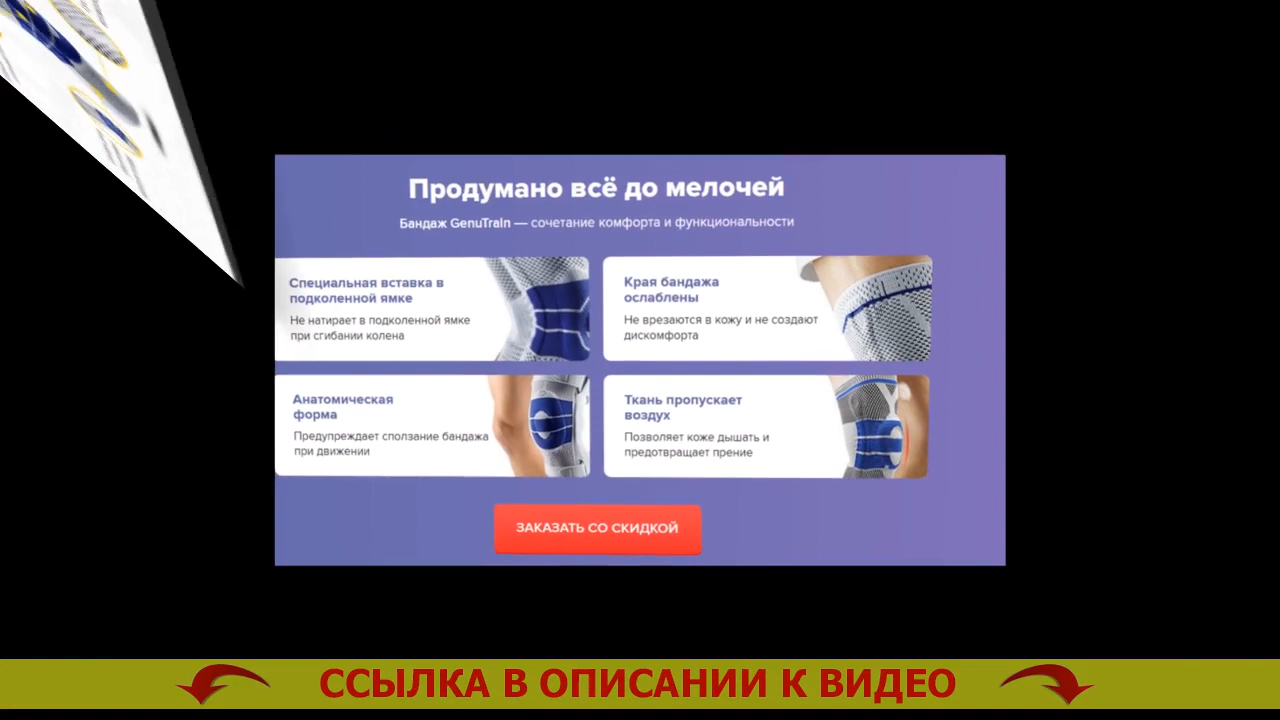 Продумано всё до мелочей
Бандаж GenuTrain — сочетание комфорта и функциональности
Специальная вставка в
подколенной ямке
Не натирает в подколенной ямке
при сгибании колена
Края бандажа
ослаблены
Не врезаются в кожу и не создают
дискомфорта
Анатомическая
форма
Предупреждает сползание бандажа
при движении
Ткань пропускает
воздух
Позволяет коже дышать и
предотвращает прение
ЗАКАЗАТЬ СО СКИДКОЙ
ССЫЛКА В ОПИСАНИИ К ВИДЕО